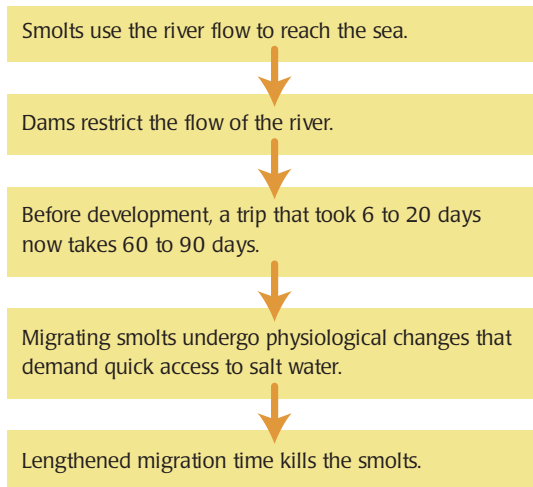 Smolts use the river flow to reach the sea.
Dams restrict the flow of the river.
Before development, a trip that took 6 to 20 days
now takes 60 to 90 days.
Migrating smolts undergo physiological changes that
demand quick access to salt water.
Lengthened migration time kills the smolts.